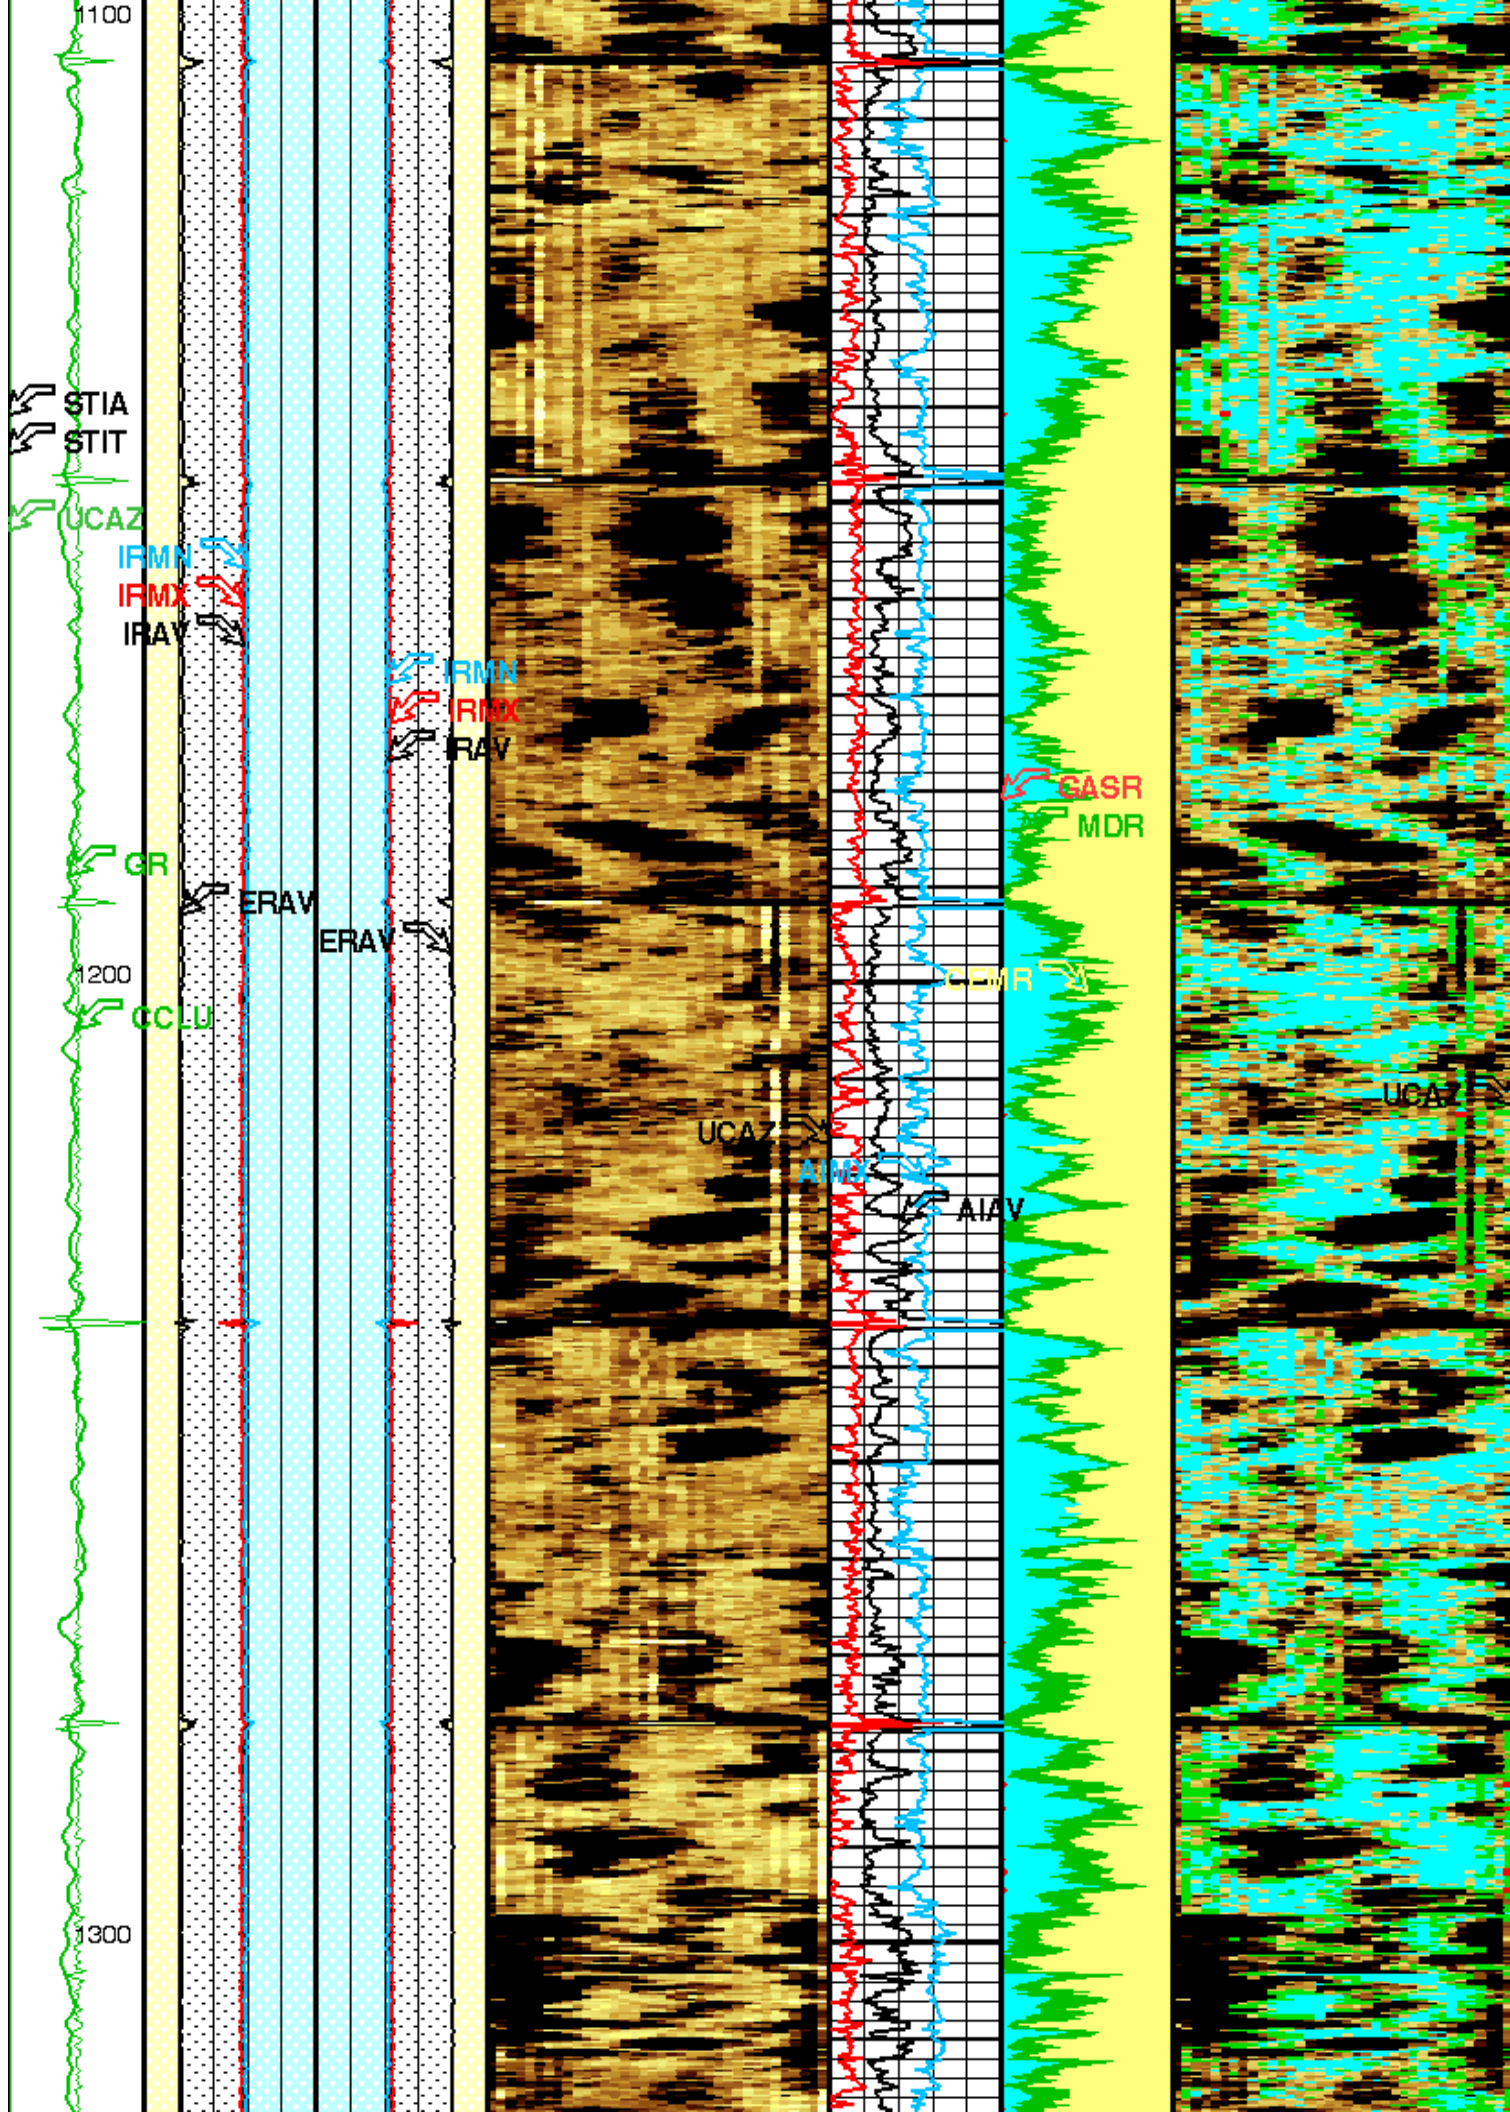 1100
STIA
STIT
UCAZ
IRMN
IRMX
IRAV
IRMN
IRMX
IRAV
GASR
MDR
GR
ERAV
ERAV
1200
CEMR
CCLU
UCAZ
UCAZ
AIMX
AIAV
1300